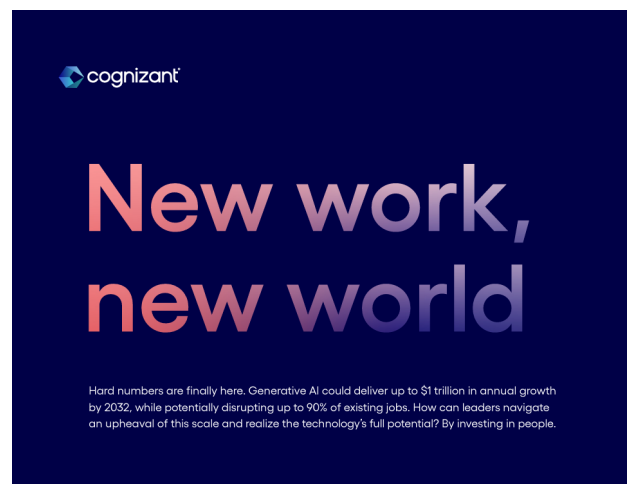 cognizant
New work,
new world
Hard numbers are finally here. Generative AI could deliver up to $1 trillion in annual growth
by 2032, while potentially disrupting up to 90% of existing jobs. How can leaders navigate
an upheaval of this scale and realize the technology’s full potential? By investing in people.